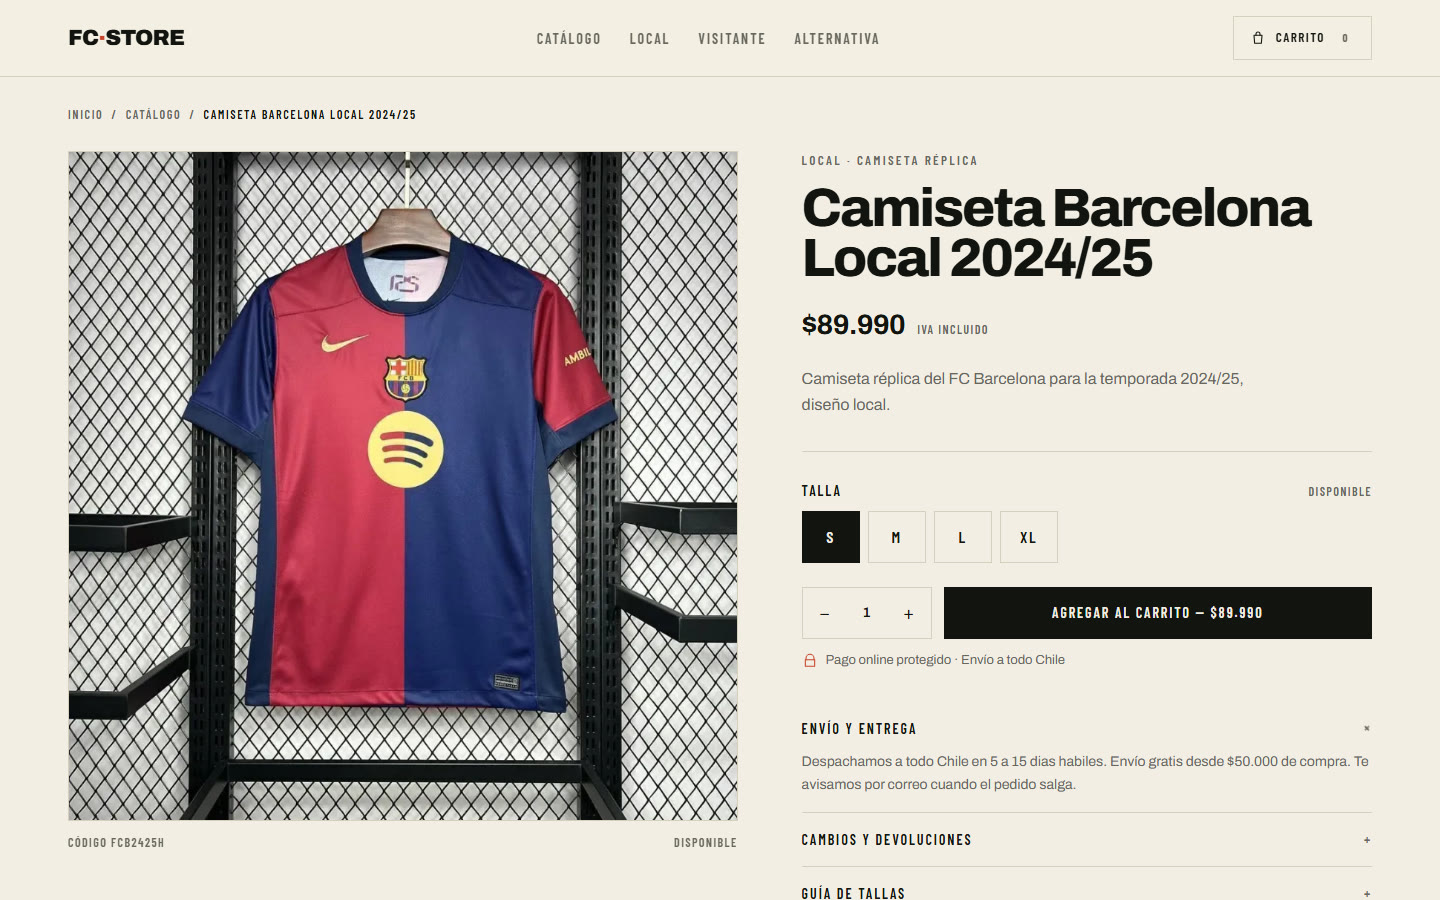 FC·STORE
CATÁLOGO LOCAL VISITANTE ALTERNATIVA
CARRITO 0
INICIO / CATÁLOGO / CAMISETA BARCELONA LOCAL 2024/25
AMBIL
FCB
CÓDIGO FCB2425H
DISPONIBLE
LOCAL · CAMISETA RÉPLICA
Camiseta Barcelona
Local 2024/25
$89.990 IVA INCLUIDO
Camiseta réplica del FC Barcelona para la temporada 2024/25,
diseño local.
TALLA
DISPONIBLE
S M L XL
− 1 +
AGREGAR AL CARRITO — $89.990
Pago online protegido · Envío a todo Chile
ENVÍO Y ENTREGA
Despachamos a todo Chile en 5 a 15 dias habiles. Envío gratis desde $50.000 de compra. Te
avisamos por correo cuando el pedido salga.
CAMBIOS Y DEVOLUCIONES +
GUÍA DE TALLAS +